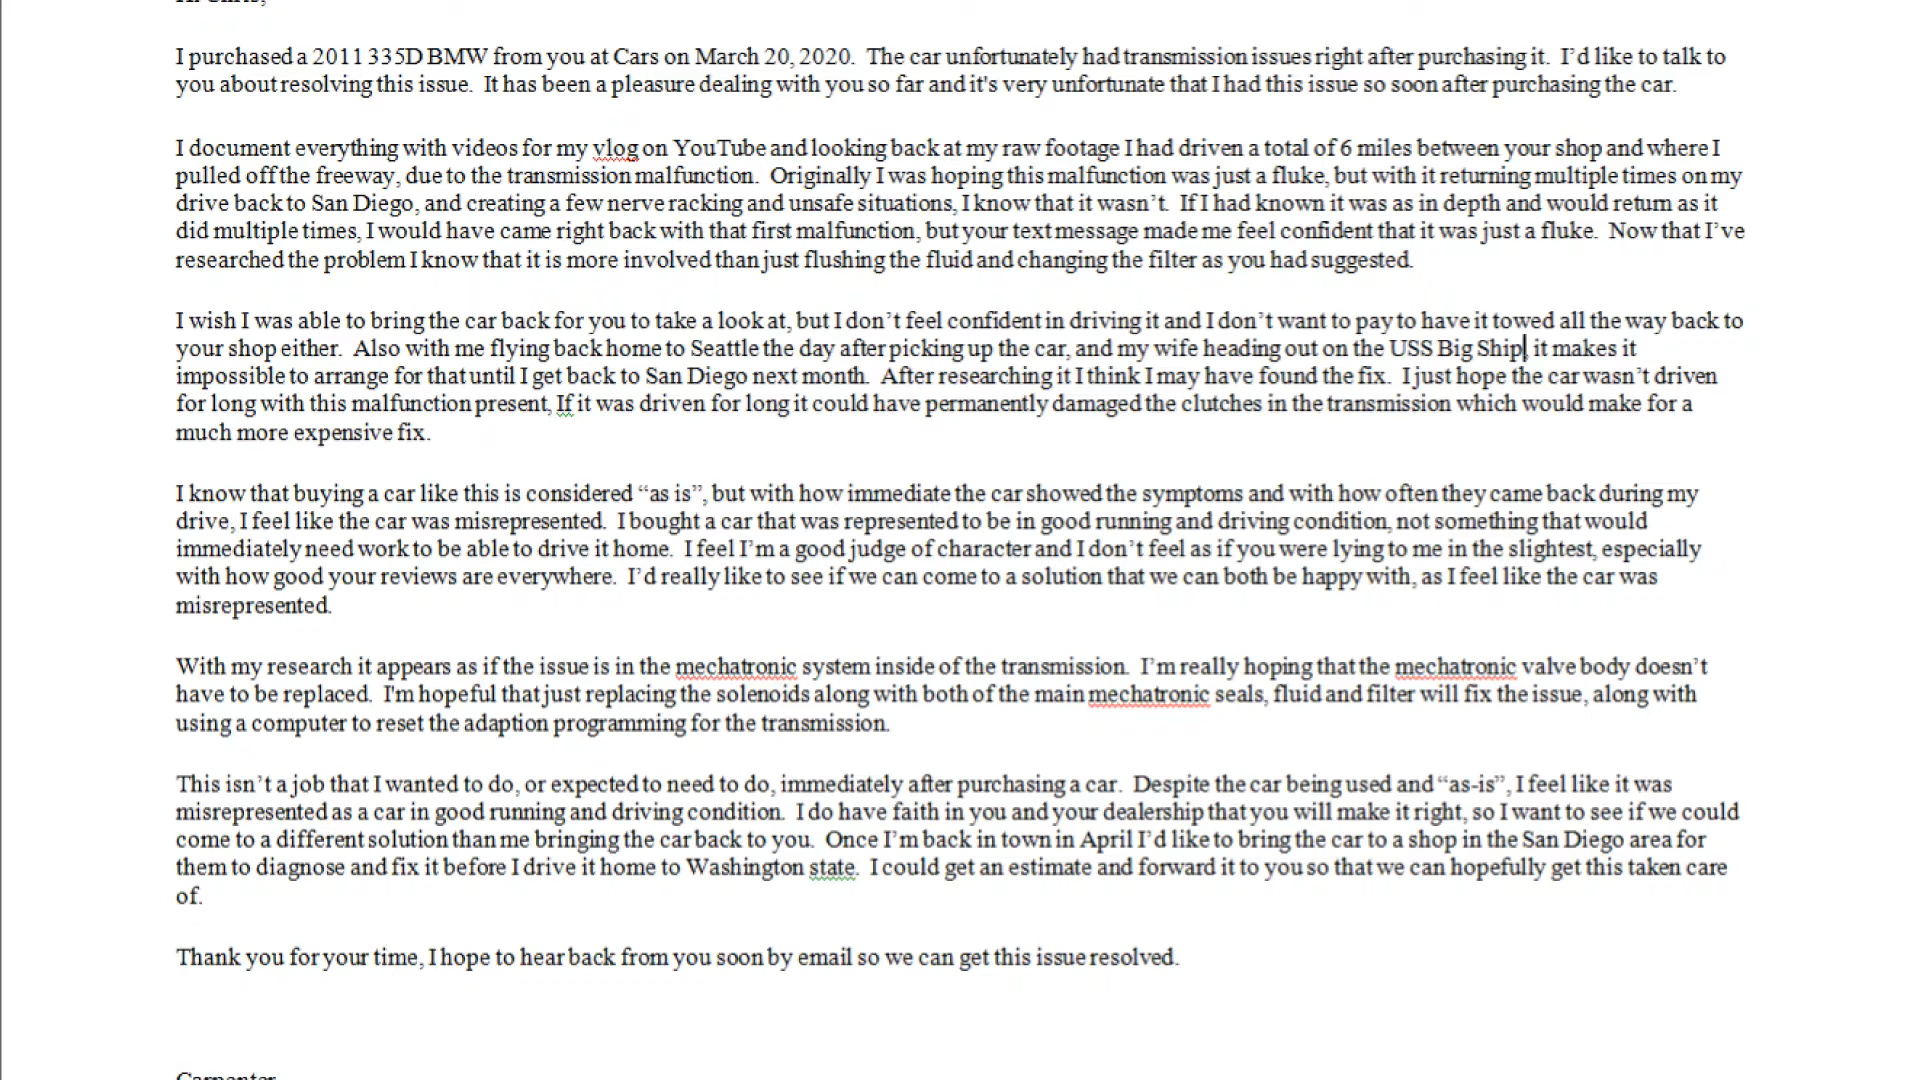 Hi Chris,
I purchased a 2011 335D BMW from you at Cars on March 20, 2020.  The car unfortunately had transmission issues right after purchasing it.  I’d like to talk to
you about resolving this issue.  It has been a pleasure dealing with you so far and it's very unfortunate that I had this issue so soon after purchasing the car.
I document everything with videos for my vlog on YouTube and looking back at my raw footage I had driven a total of 6 miles between your shop and where I
pulled off the freeway, due to the transmission malfunction.  Originally I was hoping this malfunction was just a fluke, but with it returning multiple times on my
drive back to San Diego, and creating a few nerve racking and unsafe situations, I know that it wasn’t.  If I had known it was as in depth and would return as it
did multiple times, I would have came right back with that first malfunction, but your text message made me feel confident that it was just a fluke.  Now that I’ve
researched the problem I know that it is more involved than just flushing the fluid and changing the filter as you had suggested.
I wish I was able to bring the car back for you to take a look at, but I don’t feel confident in driving it and I don’t want to pay to have it towed all the way back to
your shop either.  Also with me flying back home to Seattle the day after picking up the car, and my wife heading out on the USS Big Ship, it makes it
impossible to arrange for that until I get back to San Diego next month.  After researching it I think I may have found the fix.  I just hope the car wasn’t driven
for long with this malfunction present, If it was driven for long it could have permanently damaged the clutches in the transmission which would make for a
much more expensive fix.
I know that buying a car like this is considered “as is”, but with how immediate the car showed the symptoms and with how often they came back during my
drive, I feel like the car was misrepresented.  I bought a car that was represented to be in good running and driving condition, not something that would
immediately need work to be able to drive it home.  I feel I’m a good judge of character and I don’t feel as if you were lying to me in the slightest, especially
with how good your reviews are everywhere.  I’d really like to see if we can come to a solution that we can both be happy with, as I feel like the car was
misrepresented.
With my research it appears as if the issue is in the mechatronic system inside of the transmission.  I’m really hoping that the mechatronic valve body doesn’t
have to be replaced.  I'm hopeful that just replacing the solenoids along with both of the main mechatronic seals, fluid and filter will fix the issue, along with
using a computer to reset the adaption programming for the transmission.
This isn’t a job that I wanted to do, or expected to need to do, immediately after purchasing a car.  Despite the car being used and “as-is”, I feel like it was
misrepresented as a car in good running and driving condition.  I do have faith in you and your dealership that you will make it right, so I want to see if we could
come to a different solution than me bringing the car back to you.  Once I’m back in town in April I’d like to bring the car to a shop in the San Diego area for
them to diagnose and fix it before I drive it home to Washington state.  I could get an estimate and forward it to you so that we can hopefully get this taken care
of.
Thank you for your time, I hope to hear back from you soon by email so we can get this issue resolved.
Carpenter